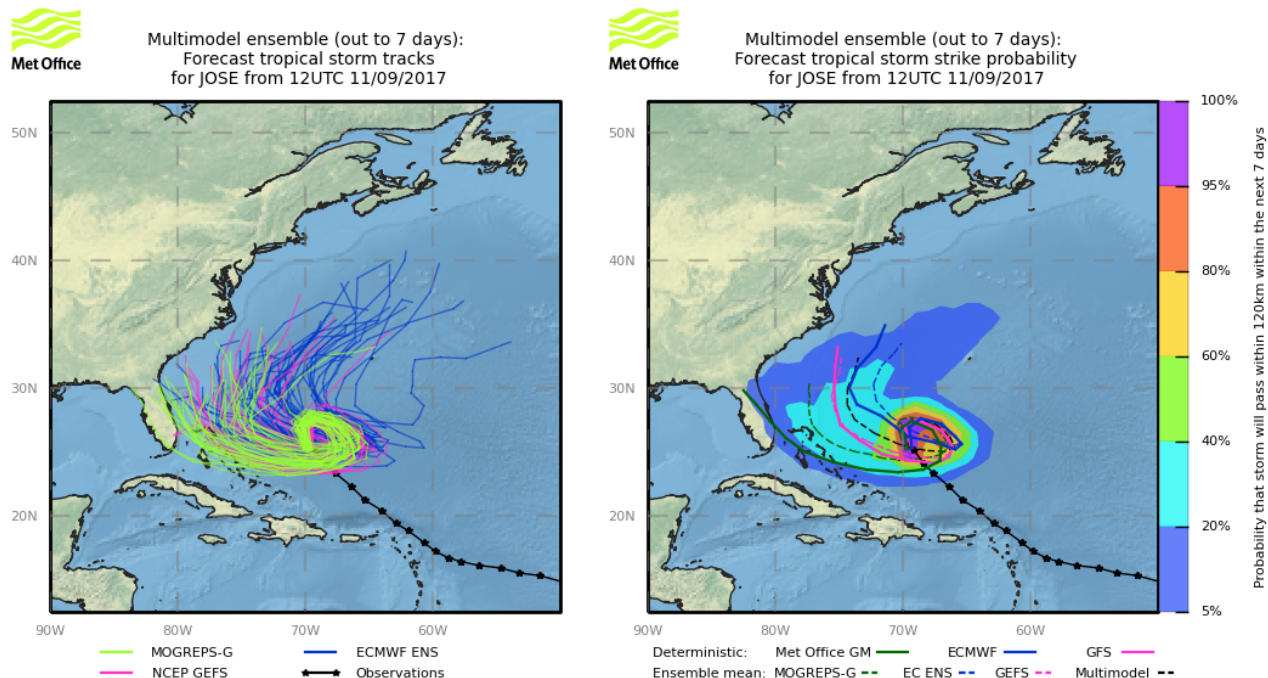 Met Office
Multimodel ensemble (out to 7 days):
Forecast tropical storm tracks
for JOSE from 12UTC 11/09/2017
50N
40N
30N
20N
90W 80W 70W 60W
MOGREPS-G ECMWF ENS
NCEP GEFS Observations
Met Office
Multimodel ensemble (out to 7 days):
Forecast tropical storm strike probability
for JOSE from 12UTC 11/09/2017
50N
40N
30N
20N
90W 80W 70W 60W
100%
95%
80%
60%
40%
20%
5%
Probability that storm will pass within 120km within the next 7 days
Deterministic: Met Office GM ECMWF GFS
Ensemble mean: MOGREPS-G EC ENS GEFS Multimodel